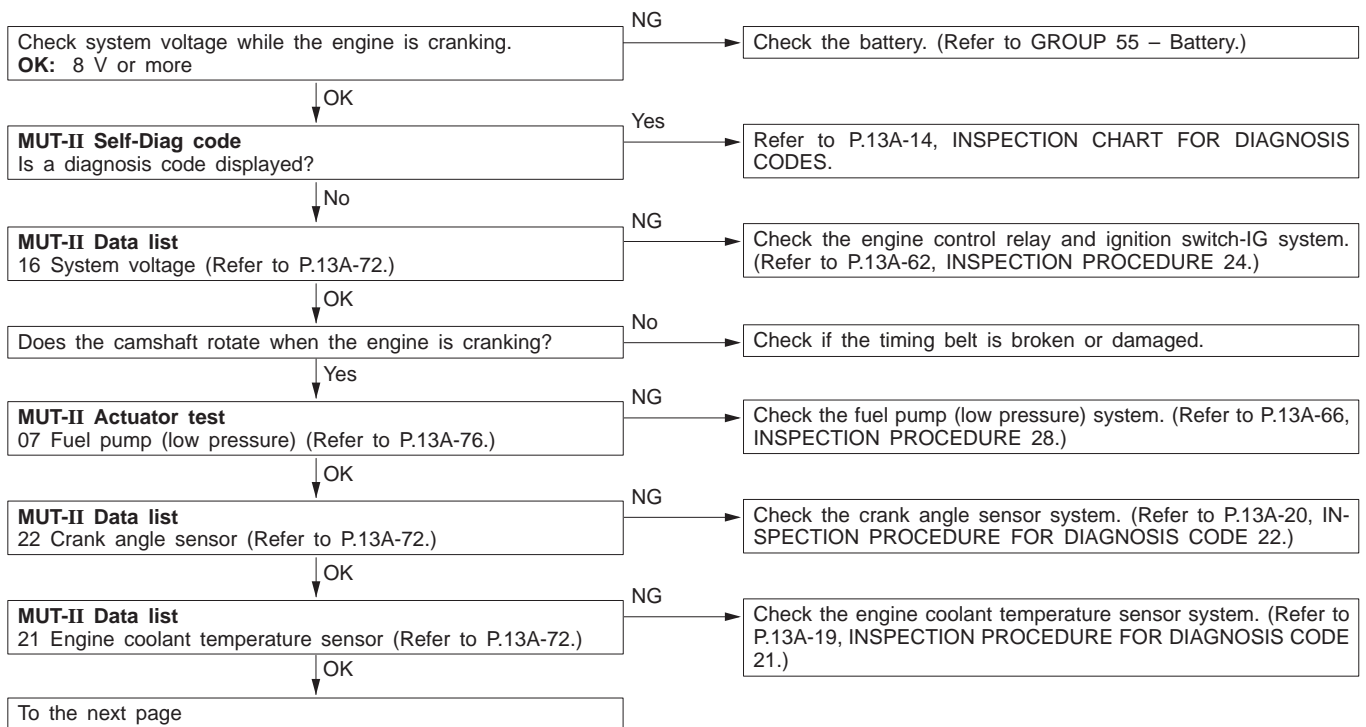 NG
Check system voltage while the engine is cranking.
OK: 8 V or more
Check the battery. (Refer to GROUP 55 – Battery.)
OK
MUT-II Self-Diag code
Is a diagnosis code displayed?
Yes
Refer to P.13A-14, INSPECTION CHART FOR DIAGNOSIS
CODES.
No
MUT-II Data list
16 System voltage (Refer to P.13A-72.)
NG
Check the engine control relay and ignition switch-IG system.
(Refer to P.13A-62, INSPECTION PROCEDURE 24.)
OK
Does the camshaft rotate when the engine is cranking?
No
Check if the timing belt is broken or damaged.
Yes
MUT-II Actuator test
07 Fuel pump (low pressure) (Refer to P.13A-76.)
NG
Check the fuel pump (low pressure) system. (Refer to P.13A-66,
INSPECTION PROCEDURE 28.)
OK
MUT-II Data list
22 Crank angle sensor (Refer to P.13A-72.)
NG
Check the crank angle sensor system. (Refer to P.13A-20, IN-
SPECTION PROCEDURE FOR DIAGNOSIS CODE 22.)
OK
MUT-II Data list
21 Engine coolant temperature sensor (Refer to P.13A-72.)
NG
Check the engine coolant temperature sensor system. (Refer to
P.13A-19, INSPECTION PROCEDURE FOR DIAGNOSIS CODE
21.)
OK
To the next page